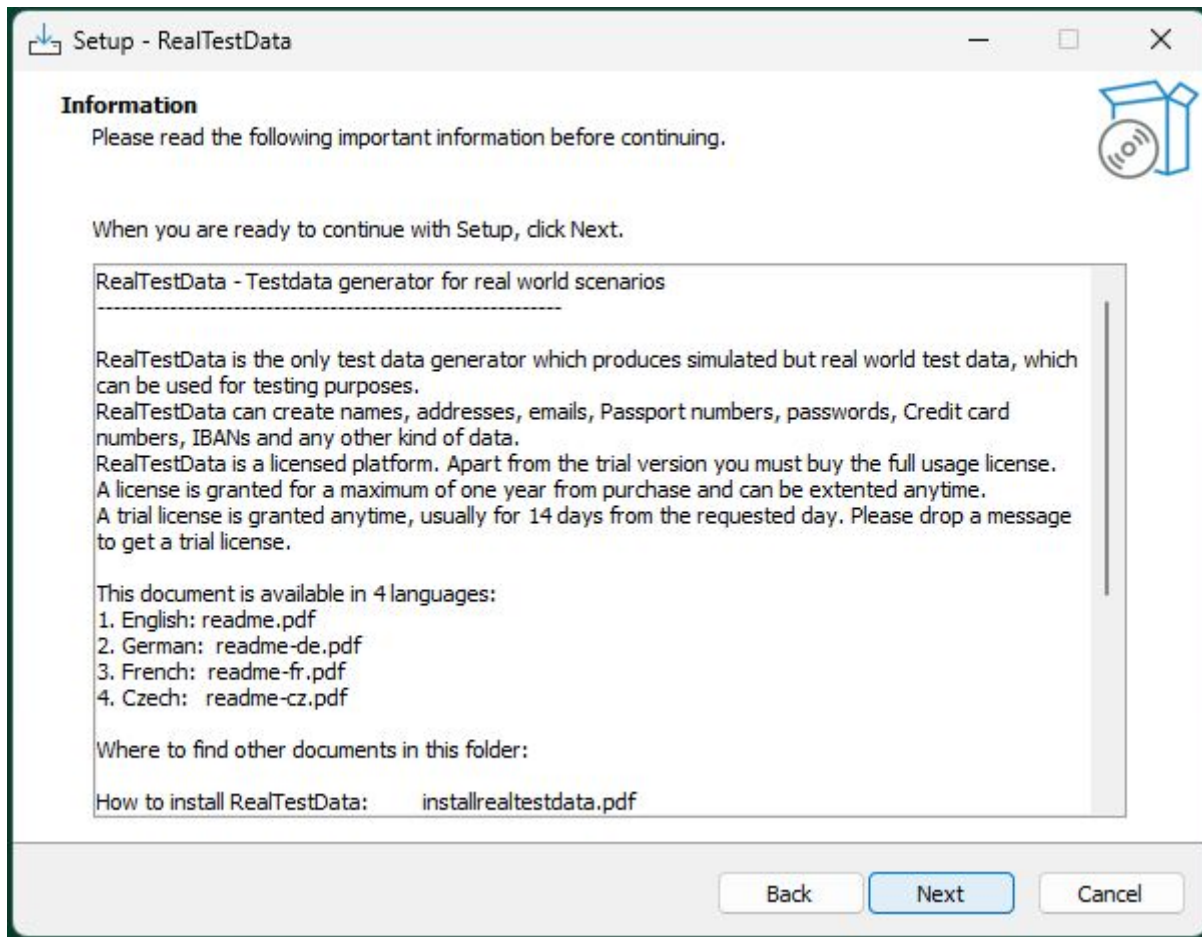 Setup - RealTestData
Information
Please read the following important information before continuing.
When you are ready to continue with Setup, click Next.
RealTestData - Testdata generator for real world scenarios
----------------------------------------------------------
RealTestData is the only test data generator which produces simulated but real world test data, which
can be used for testing purposes.
RealTestData can create names, addresses, emails, Passport numbers, passwords, Credit card
numbers, IBANs and any other kind of data.
RealTestData is a licensed platform. Apart from the trial version you must buy the full usage license.
A license is granted for a maximum of one year from purchase and can be extented anytime.
A trial license is granted anytime, usually for 14 days from the requested day. Please drop a message
to get a trial license.
This document is available in 4 languages:
1. English: readme.pdf
2. German:  readme-de.pdf
3. French:  readme-fr.pdf
4. Czech:   readme-cz.pdf
Where to find other documents in this folder:
How to install RealTestData:        installrealtestdata.pdf
Back Next Cancel